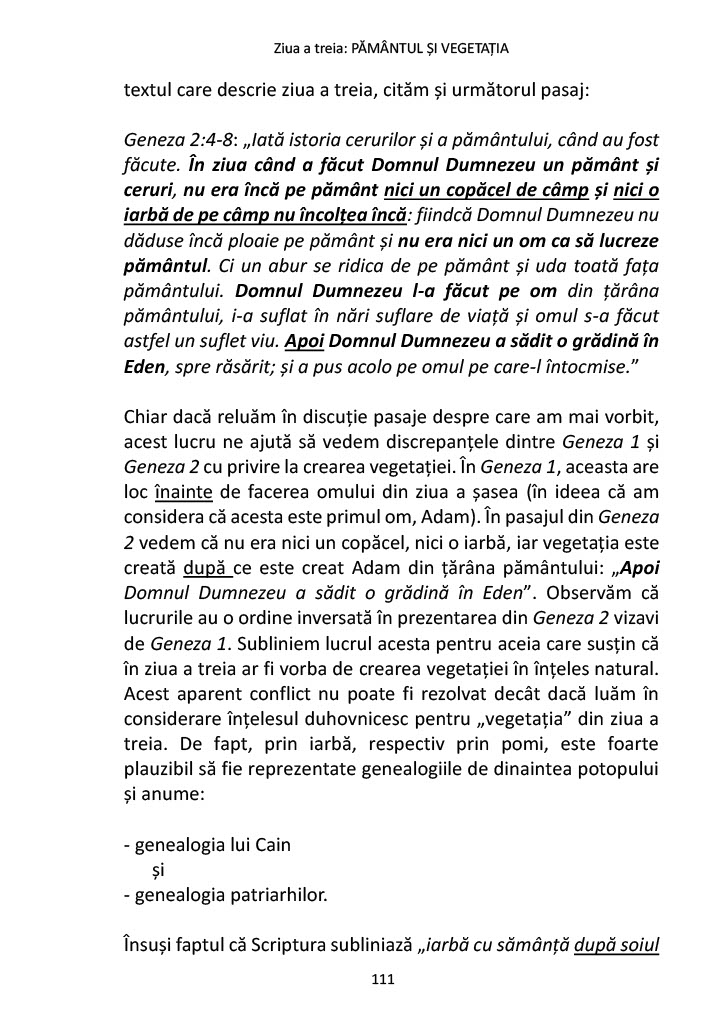 Ziua a treia: PĂMÂNTUL ȘI VEGETAȚIA
textul care descrie ziua a treia, cităm și următorul pasaj:
Geneza 2:4-8: „Iată istoria cerurilor și a pământului, când au fost
făcute. În ziua când a făcut Domnul Dumnezeu un pământ și
ceruri, nu era încă pe pământ nici un copăcel de câmp și nici o
iarbă de pe câmp nu încolțea încă: fiindcă Domnul Dumnezeu nu
dăduse încă ploaie pe pământ și nu era nici un om ca să lucreze
pământul. Ci un abur se ridica de pe pământ și uda toată fața
pământului. Domnul Dumnezeu l-a făcut pe om din țărâna
pământului, i-a suflat în nări suflare de viață și omul s-a făcut
astfel un suflet viu. Apoi Domnul Dumnezeu a sădit o grădină în
Eden, spre răsărit; și a pus acolo pe omul pe care-l întocmise.”
Chiar dacă reluăm în discuție pasaje despre care am mai vorbit,
acest lucru ne ajută să vedem discrepanțele dintre Geneza 1 și
Geneza 2 cu privire la crearea vegetației. În Geneza 1, aceasta are
loc înainte de facerea omului din ziua a șasea (în ideea că am
considera că acesta este primul om, Adam). În pasajul din Geneza
2 vedem că nu era nici un copăcel, nici o iarbă, iar vegetația este
creată după ce este creat Adam din țărâna pământului: „Apoi
Domnul Dumnezeu a sădit o grădină în Eden”. Observăm că
lucrurile au o ordine inversată în prezentarea din Geneza 2 vizavi
de Geneza 1. Subliniem lucrul acesta pentru aceia care susțin că
în ziua a treia ar fi vorba de crearea vegetației în înțeles natural.
Acest aparent conflict nu poate fi rezolvat decât dacă luăm în
considerare înțelesul duhovnicesc pentru „vegetația” din ziua a
treia. De fapt, prin iarbă, respectiv prin pomi, este foarte
plauzibil să fie reprezentate genealogiile de dinaintea potopului
și anume:
- genealogia lui Cain
și
- genealogia patriarhilor.
Însuși faptul că Scriptura subliniază „iarbă cu sămânță după soiul
111